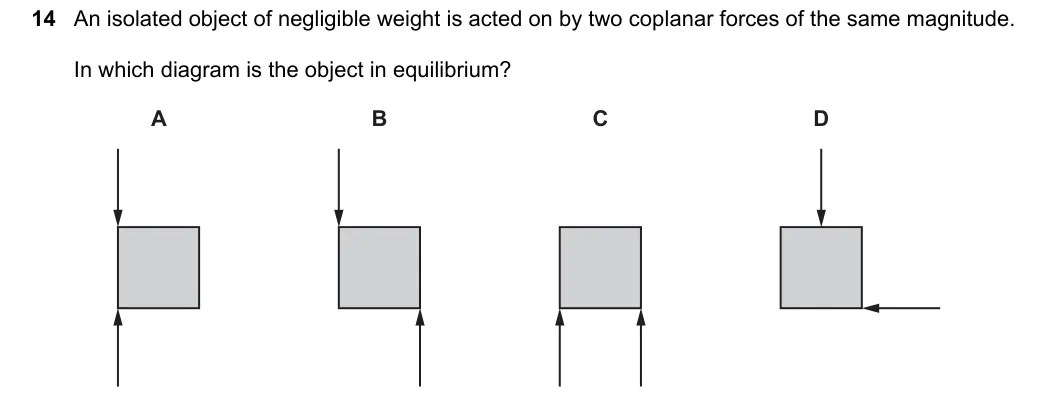 14 An isolated object of negligible weight is acted on by two coplanar forces of the same magnitude.
In which diagram is the object in equilibrium?
A B C D